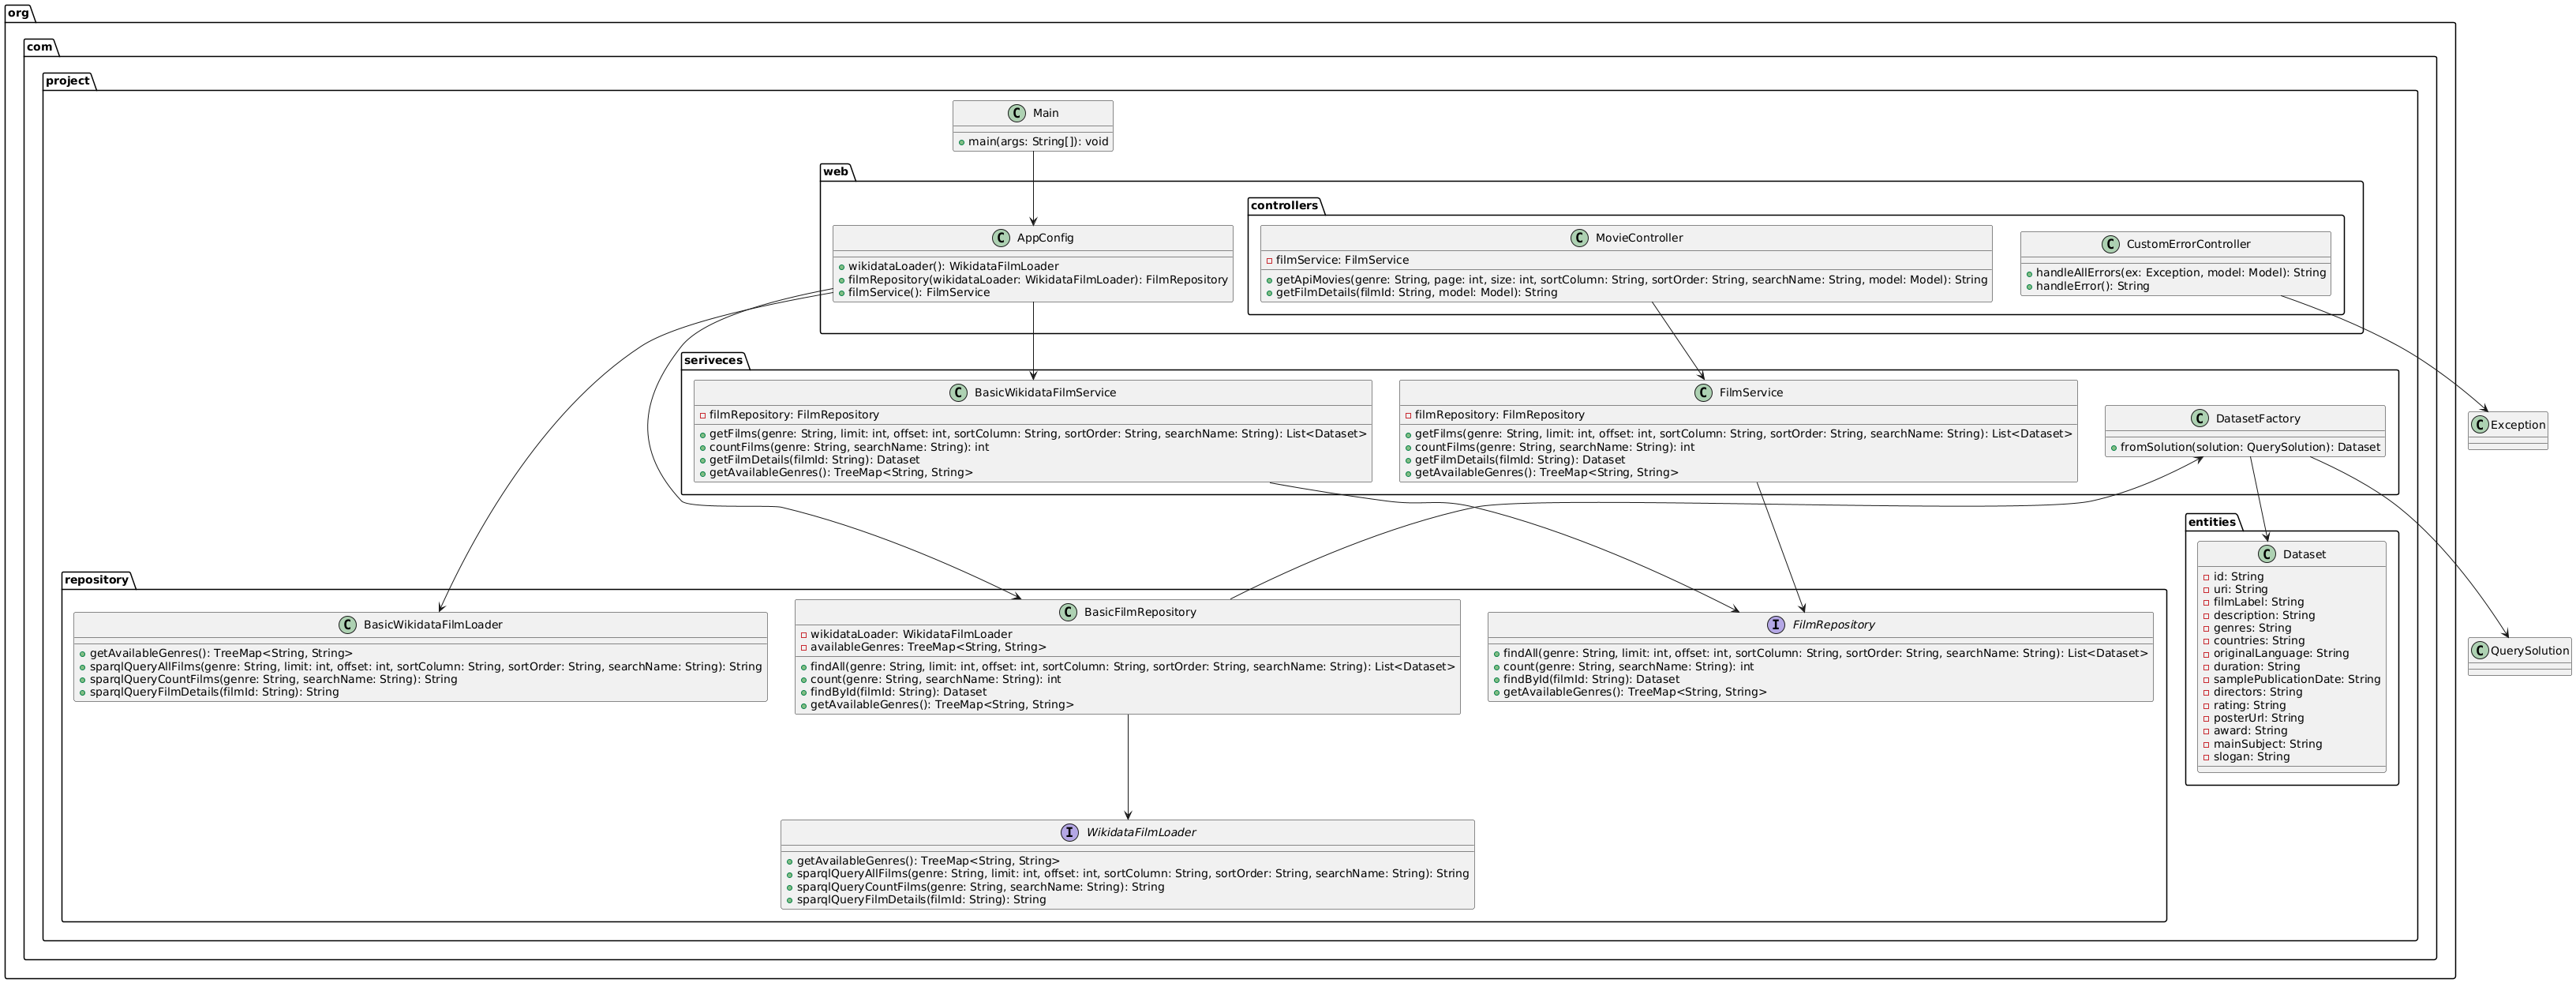 org
com
project
C Main
main(args: String[]): void
web
controllers
C AppConfig
wikidataLoader(): WikidataFilmLoader
filmRepository(wikidataLoader: WikidataFilmLoader): FilmRepository
filmService(): FilmService
C MovieController
filmService: FilmService
getApiMovies(genre: String, page: int, size: int, sortColumn: String, sortOrder: String, searchName: String, model: Model): String
getFilmDetails(filmId: String, model: Model): String
C CustomErrorController
handleAllErrors(ex: Exception, model: Model): String
handleError(): String
seriveces
C BasicWikidataFilmService
filmRepository: FilmRepository
getFilms(genre: String, limit: int, offset: int, sortColumn: String, sortOrder: String, searchName: String): List<Dataset>
countFilms(genre: String, searchName: String): int
getFilmDetails(filmId: String): Dataset
getAvailableGenres(): TreeMap<String, String>
C FilmService
filmRepository: FilmRepository
getFilms(genre: String, limit: int, offset: int, sortColumn: String, sortOrder: String, searchName: String): List<Dataset>
countFilms(genre: String, searchName: String): int
getFilmDetails(filmId: String): Dataset
getAvailableGenres(): TreeMap<String, String>
C DatasetFactory
fromSolution(solution: QuerySolution): Dataset
C Exception
entities
C Dataset
id: String
uri: String
filmLabel: String
description: String
genres: String
countries: String
originalLanguage: String
duration: String
samplePublicationDate: String
directors: String
rating: String
posterUrl: String
award: String
mainSubject: String
slogan: String
C QuerySolution
repository
C BasicWikidataFilmLoader
getAvailableGenres(): TreeMap<String, String>
sparqlQueryAllFilms(genre: String, limit: int, offset: int, sortColumn: String, sortOrder: String, searchName: String): String
sparqlQueryCountFilms(genre: String, searchName: String): String
sparqlQueryFilmDetails(filmId: String): String
C BasicFilmRepository
wikidataLoader: WikidataFilmLoader
availableGenres: TreeMap<String, String>
findAll(genre: String, limit: int, offset: int, sortColumn: String, sortOrder: String, searchName: String): List<Dataset>
count(genre: String, searchName: String): int
findById(filmId: String): Dataset
getAvailableGenres(): TreeMap<String, String>
I FilmRepository
findAll(genre: String, limit: int, offset: int, sortColumn: String, sortOrder: String, searchName: String): List<Dataset>
count(genre: String, searchName: String): int
findById(filmId: String): Dataset
getAvailableGenres(): TreeMap<String, String>
I WikidataFilmLoader
getAvailableGenres(): TreeMap<String, String>
sparqlQueryAllFilms(genre: String, limit: int, offset: int, sortColumn: String, sortOrder: String, searchName: String): String
sparqlQueryCountFilms(genre: String, searchName: String): String
sparqlQueryFilmDetails(filmId: String): String